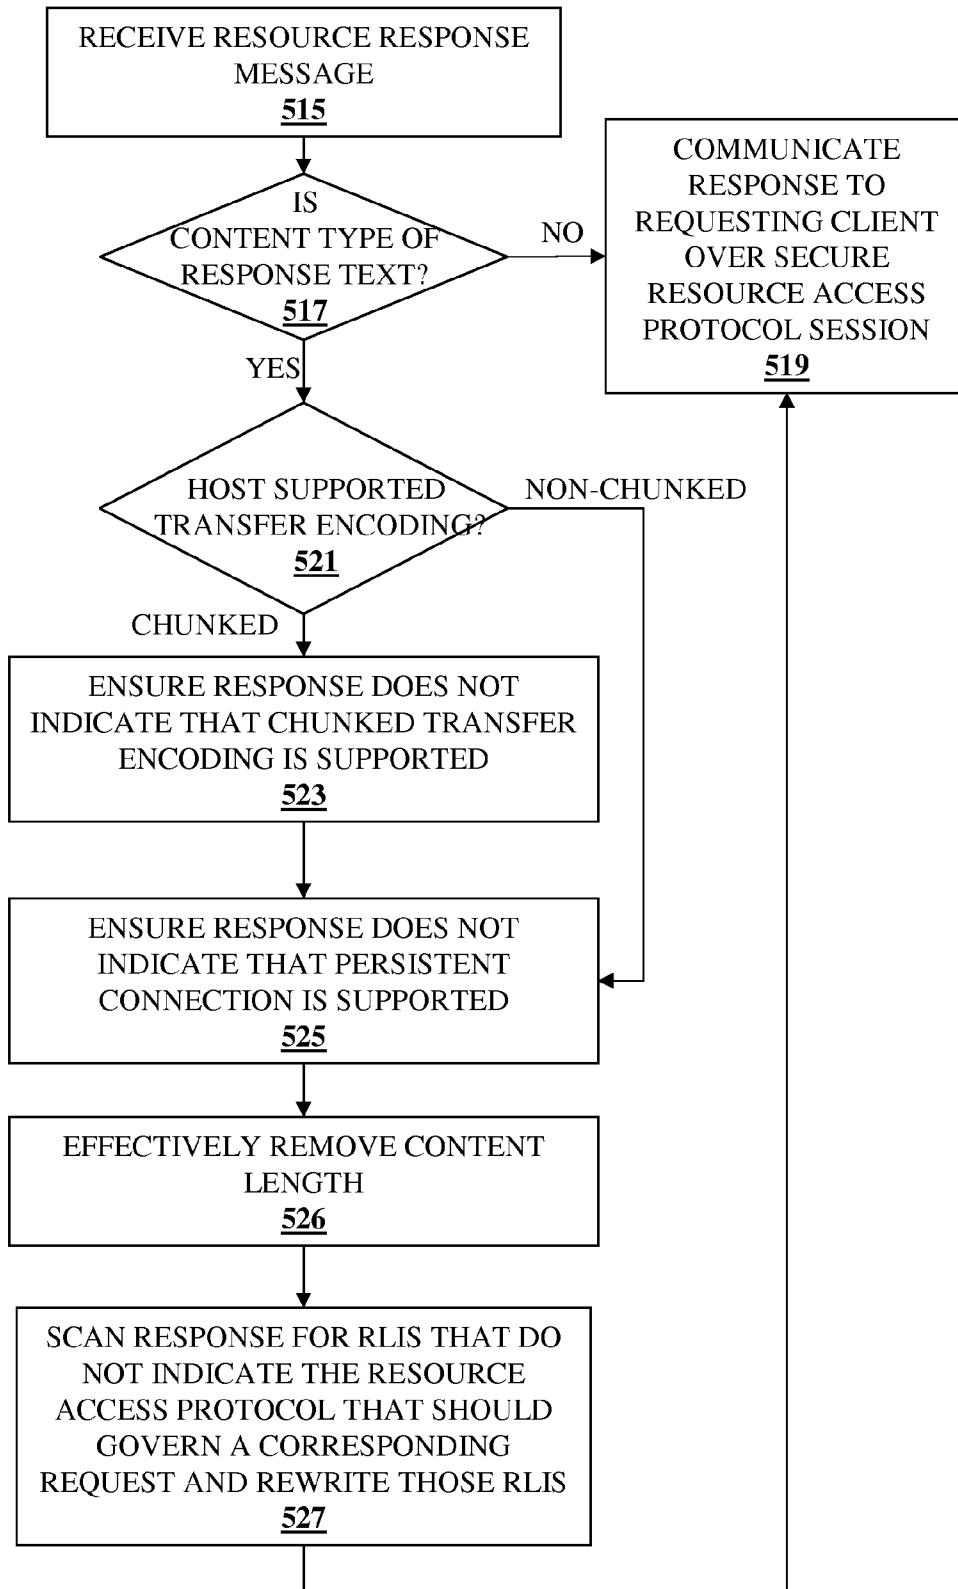 RECEIVE RESOURCE RESPONSE
MESSAGE
515
IS
CONTENT TYPE OF
RESPONSE TEXT?
517
NO
COMMUNICATE
RESPONSE TO
REQUESTING CLIENT
OVER SECURE
RESOURCE ACCESS
PROTOCOL SESSION
519
YES
HOST SUPPORTED
TRANSFER ENCODING?
521
NON-CHUNKED
CHUNKED
ENSURE RESPONSE DOES NOT
INDICATE THAT CHUNKED TRANSFER
ENCODING IS SUPPORTED
523
ENSURE RESPONSE DOES NOT
INDICATE THAT PERSISTENT
CONNECTION IS SUPPORTED
525
EFFECTIVELY REMOVE CONTENT
LENGTH
526
SCAN RESPONSE FOR RLIS THAT DO
NOT INDICATE THE RESOURCE
ACCESS PROTOCOL THAT SHOULD
GOVERN A CORRESPONDING
REQUEST AND REWRITE THOSE RLIS
527